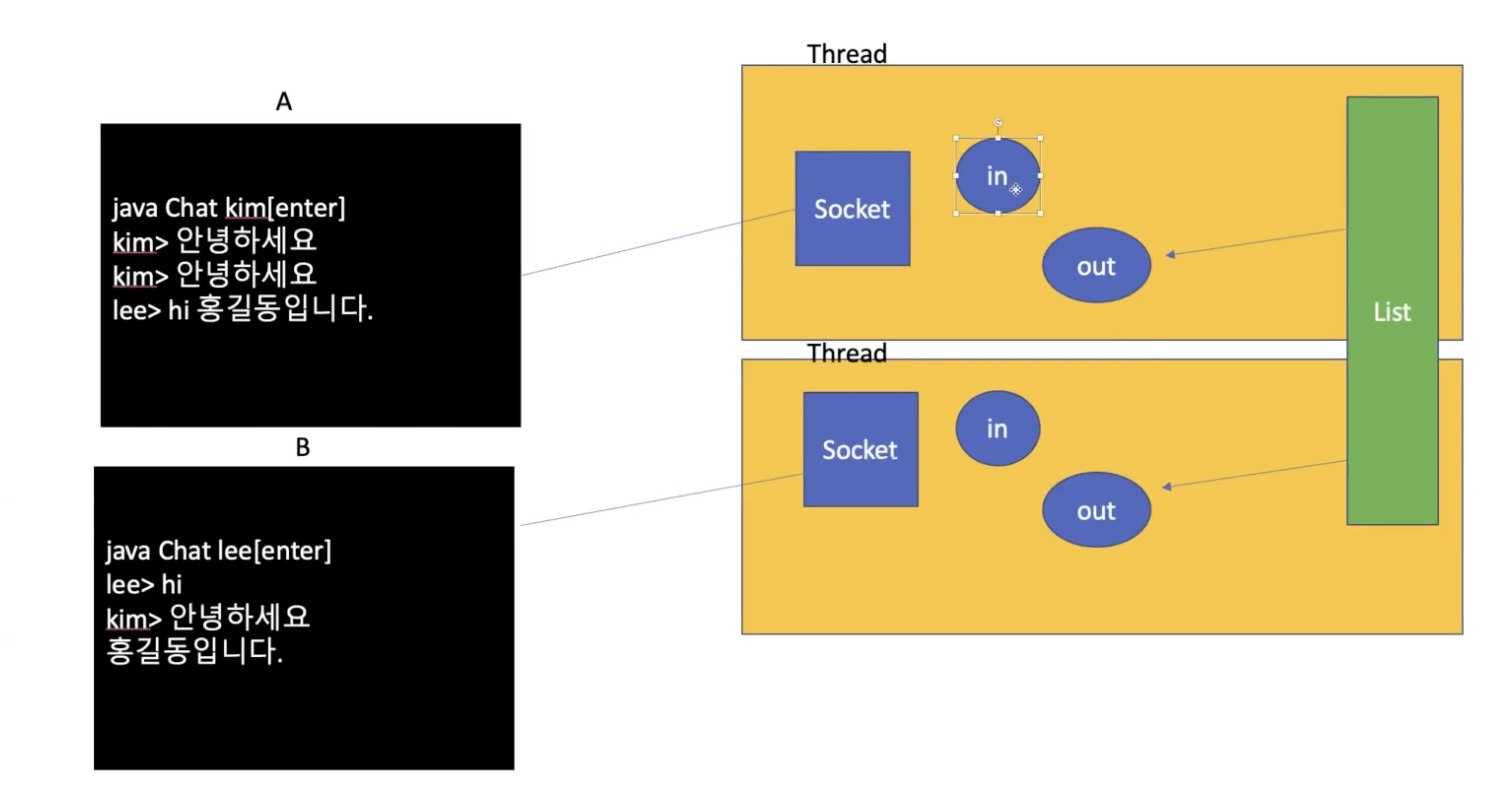 A
java Chat kim[enter]
kim> 안녕하세요
kim> 안녕하세요
lee> hi 홍길동입니다.
B
java Chat lee[enter]
lee> hi
kim> 안녕하세요
홍길동입니다.
Thread
Socket
in
out
List
Thread
Socket
in
out